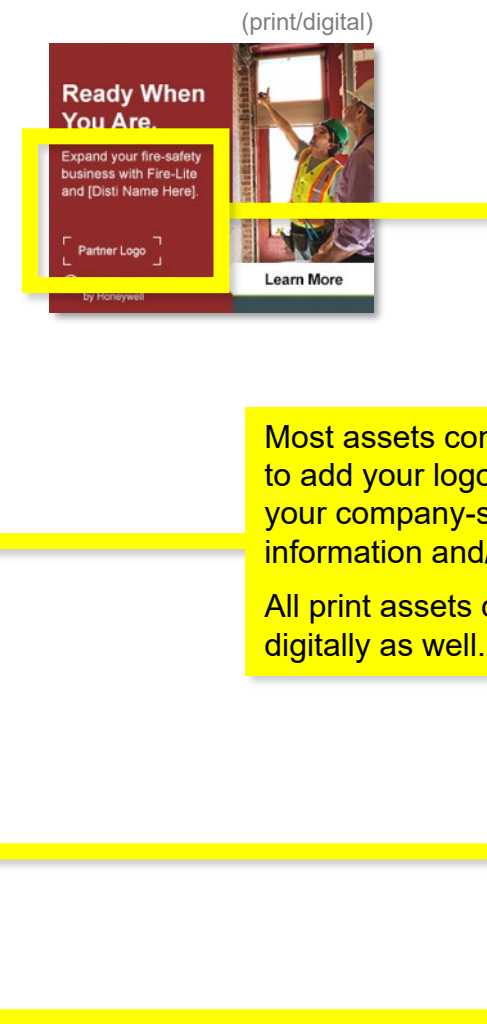 (print/digital)
Ready When
You Are.
Expand your fire-safety
business with Fire-Lite
and [Disti Name Here].
Partner Logo
by Honeywell
Learn More
Most assets con
to add your logo
your company-s
information and/
All print assets c
digitally as well.